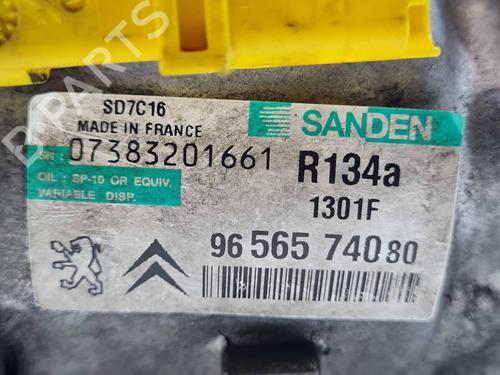 B-PARTS
SD7C16
MADE IN FRANCE
SANDEN
SN: 07383201661
R134a
OIL: SP-10 OR EQUIV.
VARIABLE DISP.
1301F
96 565 740 80